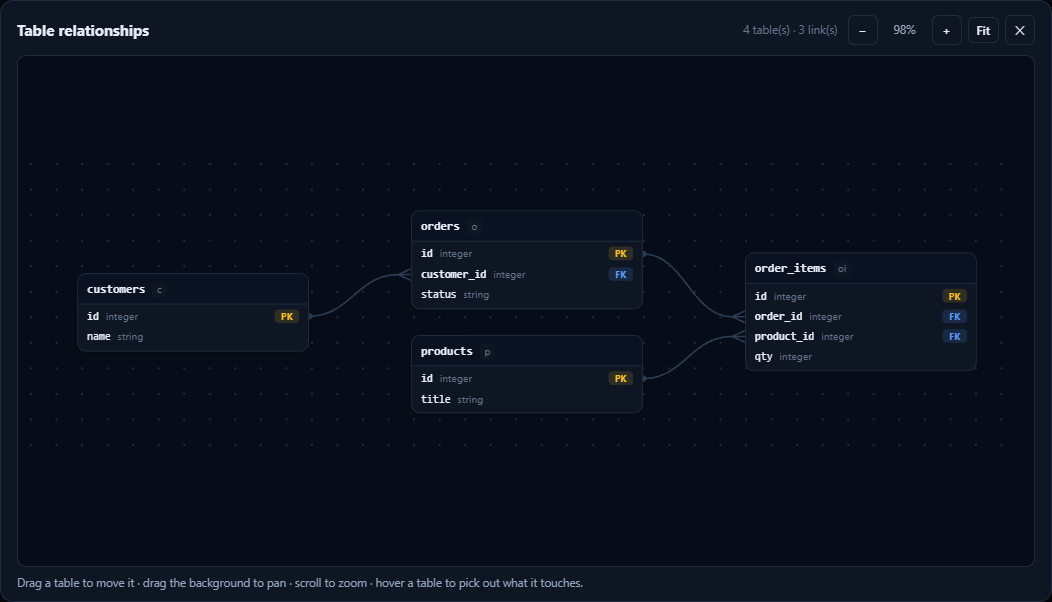 Table relationships
4 table(s) · 3 link(s)
−
98%
+
Fit
×
customers c
id integer PK
name string
orders o
id integer PK
customer_id integer FK
status string
products p
id integer PK
title string
order_items oi
id integer PK
order_id integer FK
product_id integer FK
qty integer
Drag a table to move it · drag the background to pan · scroll to zoom · hover a table to pick out what it touches.